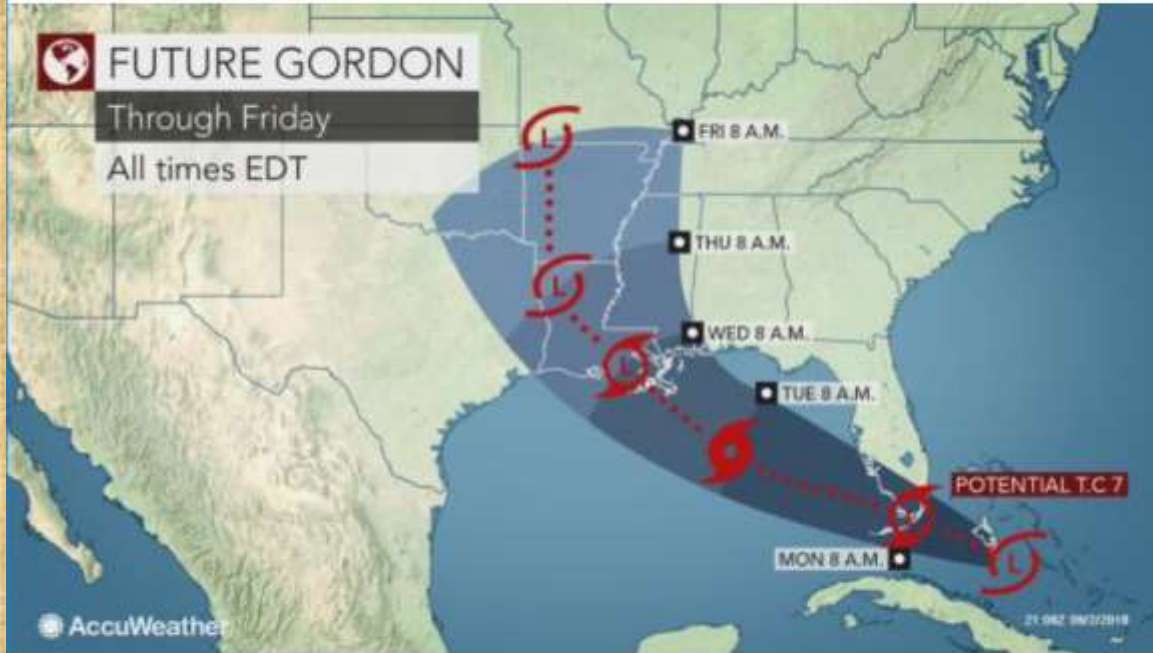 FUTURE GORDON
Through Friday
All times EDT
L
FRI 8 A.M.
THU 8 A.M.
L
WED 8 A.M.
L
TUE 8 A.M.
POTENTIAL T.C 7
MON 8 A.M.
L
AccuWeather